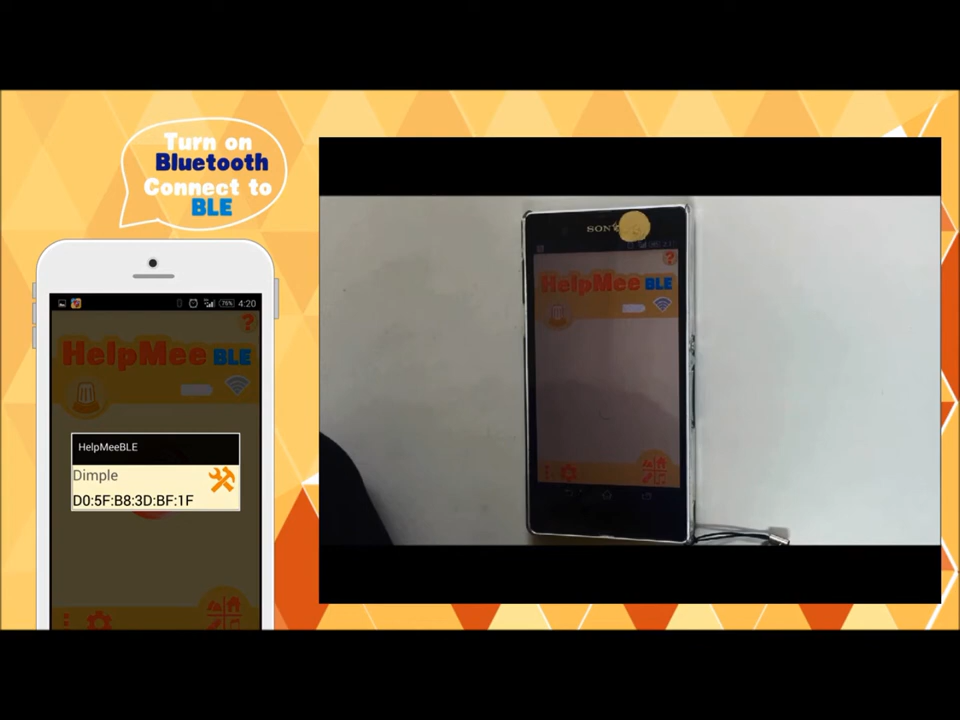 Turn on
Bluetooth
Connect to
BLE
75% 4:20
HelpMee BLE
HelpMeeBLE
Dimple
D0:5F:B8:3D:BF:1F
SONY
?
HelpMee BLE